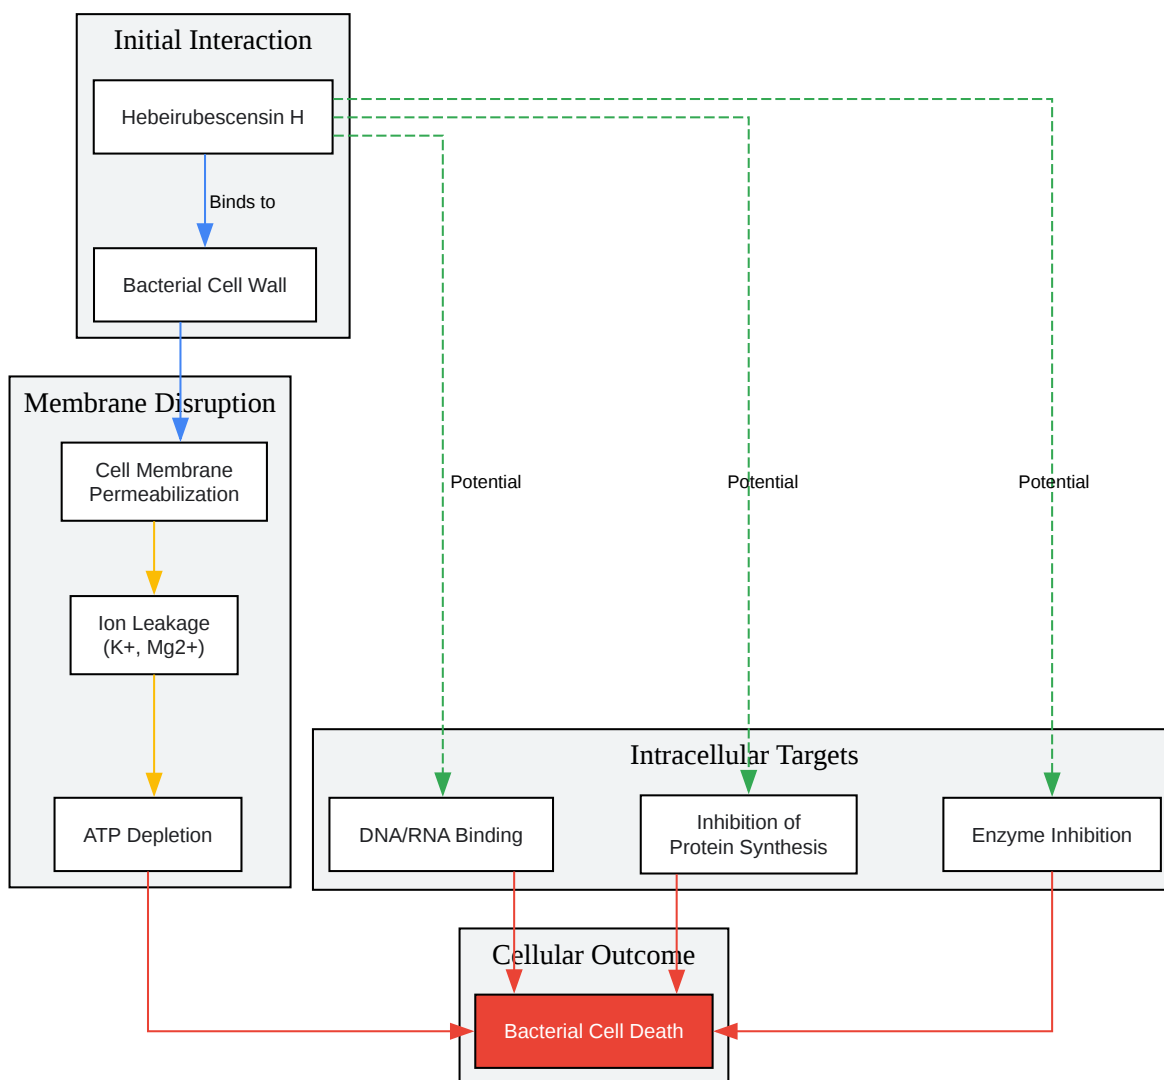 Initial Interaction
Hebeirubescensin H
Binds to
Bacterial Cell Wall
Membrane Disruption
Cell Membrane
Permeabilization
Potential
Potential
Potential
Ion Leakage
(K+, Mg2+)
Intracellular Targets
ATP Depletion
DNA/RNA Binding
Inhibition of
Protein Synthesis
Enzyme Inhibition
Cellular Outcome
Bacterial Cell Death